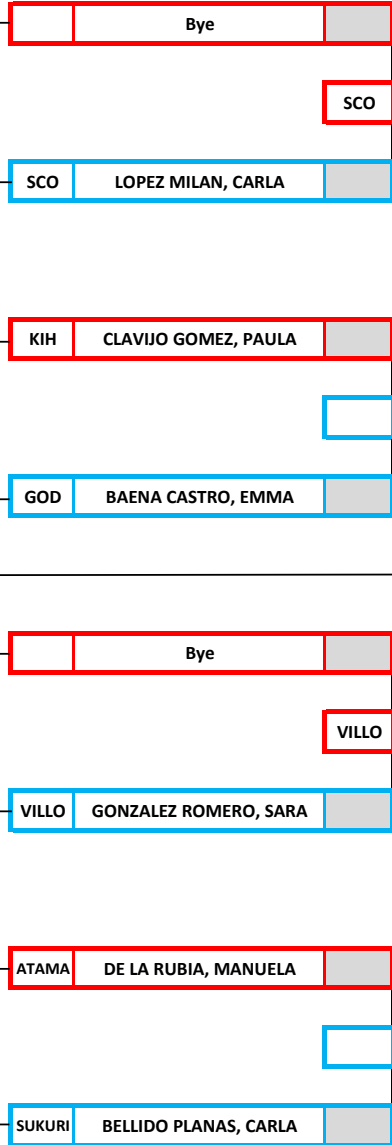 Bye
SCO
SCO LOPEZ MILAN, CARLA
KIH CLAVIJO GOMEZ, PAULA
GOD BAENA CASTRO, EMMA
Bye
VILLO
VILLO GONZALEZ ROMERO, SARA
ATAMA DE LA RUBIA, MANUELA
SUKURI BELLIDO PLANAS, CARLA